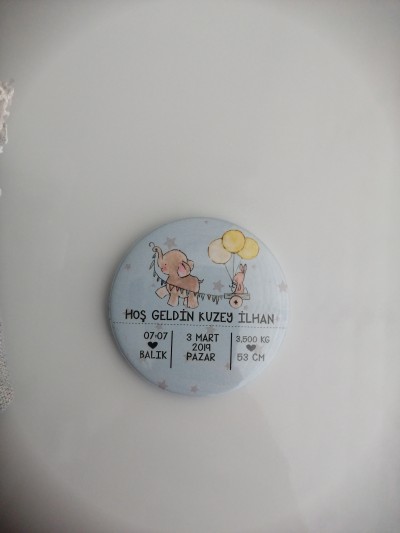 HOŞ GELDİN KUZEY İLHAN
07:07
BALIK
3 MART
2019
PAZAR
3,500 KG
53 CM